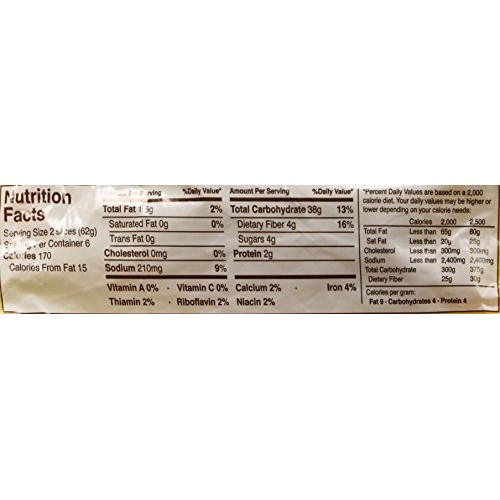 Nutrition
Facts
Serving Size 2 slices (62g)
Per Container 6
Calories 170
Calories From Fat 15
Serving %Daily Value*
Total Fat 1.5g 2%
Saturated Fat 0g 0%
Trans Fat 0g
Cholesterol 0mg 0%
Sodium 210mg 9%
Amount Per Serving %Daily Value*
Total Carbohydrate 38g 13%
Dietary Fiber 4g 16%
Sugars 4g
Protein 2g
Vitamin A 0% · Vitamin C 0% · Calcium 2% · Iron 4%
Thiamin 2% · Riboflavin 2% · Niacin 2%
*Percent Daily Values are based on a 2,000
calorie diet. Your daily values may be higher or
lower depending on your calorie needs:
Calories 2,000 2,500
Total Fat Less than 65g 80g
Sat Fat Less than 20g 25g
Cholesterol Less than 300mg 300mg
Sodium Less than 2,400mg 2,400mg
Total Carbohydrate 300g 375g
Dietary Fiber 25g 30g
Calories per gram:
Fat 9 · Carbohydrates 4 · Protein 4